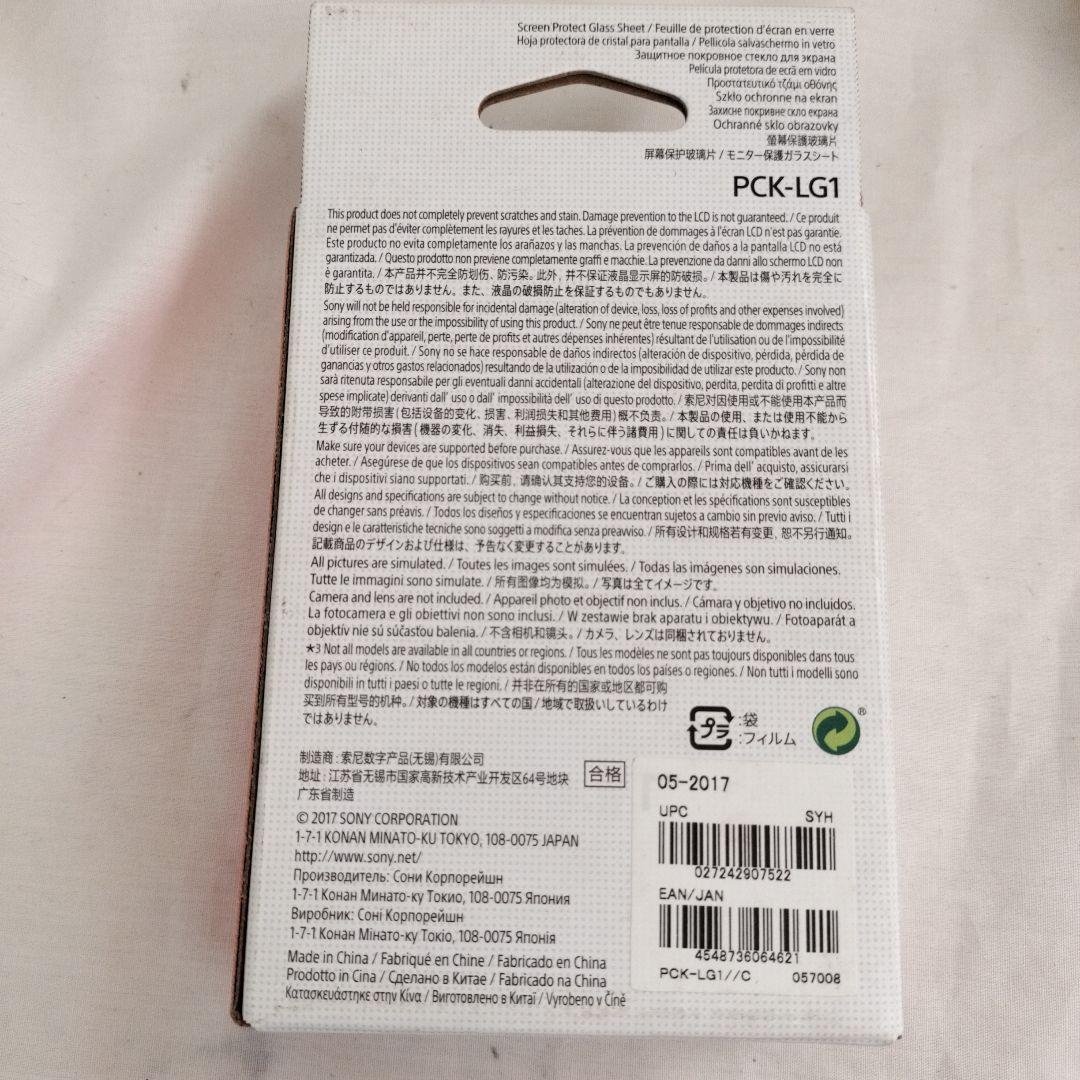 Screen Protect Glass Sheet / Feuille de protection d'écran en verre
Hoja protectora de cristal para pantalla / Pellicola salvaschermo in vetro
Защитное покровное стекло для экрана
Película protetora de ecrã em vidro
Προστατευτικό τζάμι οθόνης
Szkło ochronne na ekran
Захисне покривне скло екрана
Ochranné sklo obrazovky
螢幕保護玻璃片
屏幕保护玻璃片 / モニター保護ガラスシート
PCK-LG1
This product does not completely prevent scratches and stain. Damage prevention to the LCD is not guaranteed. / Ce produit
ne permet pas d'éviter complètement les rayures et les taches. La prévention de dommages à l'écran LCD n'est pas garantie.
Este producto no evita completamente los arañazos y las manchas. La prevención de daños a la pantalla LCD no está
garantizada. / Questo prodotto non previene completamente graffi e macchie. La prevenzione da danni allo schermo LCD non
è garantita. / 本产品并不完全防划伤、防污染。此外，并不保证液晶显示屏的防破损。/ 本製品は傷や汚れを完全に
防止するものではありません。また、液晶の破損防止を保証するものでもありません。
Sony will not be held responsible for incidental damage (alteration of device, loss, loss of profits and other expenses involved)
arising from the use or the impossibility of using this product. / Sony ne peut être tenue responsable de dommages indirects
(modification d'appareil, perte, perte de profits et autres dépenses inhérentes) résultant de l'utilisation ou de l'impossibilité
d'utiliser ce produit. / Sony no se hace responsable de daños indirectos (alteración de dispositivo, pérdida, pérdida de
ganancias y otros gastos relacionados) resultando de la utilización o de la imposibilidad de utilizar este producto. / Sony non
sarà ritenuta responsabile per gli eventuali danni accidentali (alterazione del dispositivo, perdita, perdita di profitti e altre
spese implicate) derivanti dall' uso o dall' impossibilità dell' uso di questo prodotto. / 索尼对因使用或不能使用本产品而
导致的附带损害(包括设备的变化、损害、利润损失和其他费用)概不负责。/ 本製品の使用、または使用不能から
生ずる付随的な損害(機器の変化、消失、利益損失、それらに伴う諸費用)に関しての責任は負いかねます。
Make sure your devices are supported before purchase. / Assurez-vous que les appareils sont compatibles avant de les
acheter. / Asegúrese de que los dispositivos sean compatibles antes de comprarlos. / Prima dell' acquisto, assicurarsi
che i dispositivi siano supportati. / 购买前，请确认其支持您的设备。/ ご購入の際には対応機種をご確認ください。
All designs and specifications are subject to change without notice. / La conception et les spécifications sont susceptibles
de changer sans préavis. / Todos los diseños y especificaciones se encuentran sujetos a cambio sin previo aviso. / Tutti i
design e le caratteristiche tecniche sono soggetti a modifica senza preavviso. / 所有设计和规格若有变更，恕不另行通知。
記載商品のデザインおよび仕様は、予告なく変更することがあります。
All pictures are simulated. / Toutes les images sont simulées. / Todas las imágenes son simulaciones.
Tutte le immagini sono simulate. / 所有图像均为模拟。/ 写真は全てイメージです。
Camera and lens are not included. / Appareil photo et objectif non inclus. / Cámara y objetivo no incluidos.
La fotocamera e gli obiettivi non sono inclusi. / W zestawie brak aparatu i obiektywu. / Fotoaparát a
objektív nie sú súčasťou balenia. / 不含相机和镜头。/ カメラ、レンズは同梱されておりません。
★3 Not all models are available in all countries or regions. / Tous les modèles ne sont pas toujours disponibles dans tous
les pays ou régions. / No todos los modelos están disponibles en todos los países o regiones. / Non tutti i modelli sono
disponibili in tutti i paesi o tutte le regioni. / 并非在所有的国家或地区都可购
买到所有型号的机种。/ 対象の機種はすべての国/地域で取扱いしているわけ
ではありません。
プラ
:袋
:フィルム
®
制造商：索尼数字产品(无锡)有限公司
地址：江苏省无锡市国家高新技术产业开发区64号地块
广东省制造
合格
© 2017 SONY CORPORATION
1-7-1 KONAN MINATO-KU TOKYO, 108-0075 JAPAN
http://www.sony.net/
Производитель: Сони Корпорейшн
1-7-1 Конан Минато-ку Токио, 108-0075 Япония
Виробник: Соні Корпорейшн
1-7-1 Конан Мінато-ку Токіо, 108-0075 Японія
Made in China / Fabriqué en Chine / Fabricado en China
Prodotto in Cina / Сделано в Китае / Fabricado na China
Κατασκευάστηκε στην Κίνα / Виготовлено в Китаї / Vyrobeno v Číně
05-2017
UPC SYH
027242907522
EAN/JAN
4548736064621
PCK-LG1//C 057008